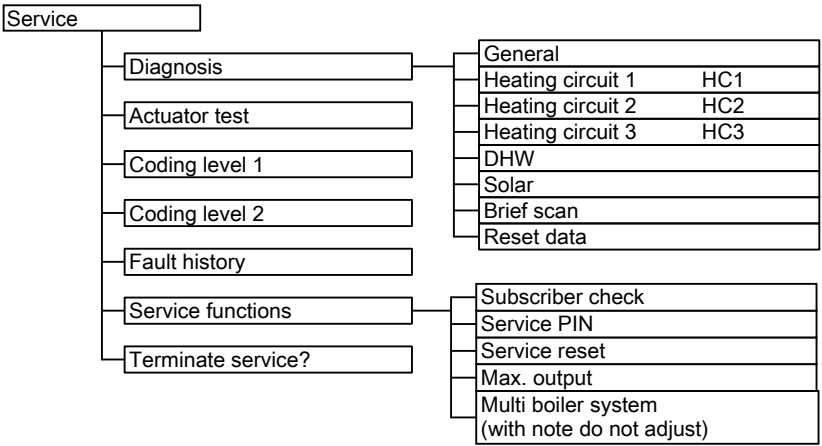 Service
Diagnosis
Actuator test
Coding level 1
Coding level 2
Fault history
Service functions
Terminate service?
General
Heating circuit 1 HC1
Heating circuit 2 HC2
Heating circuit 3 HC3
DHW
Solar
Brief scan
Reset data
Subscriber check
Service PIN
Service reset
Max. output
Multi boiler system
(with note do not adjust)